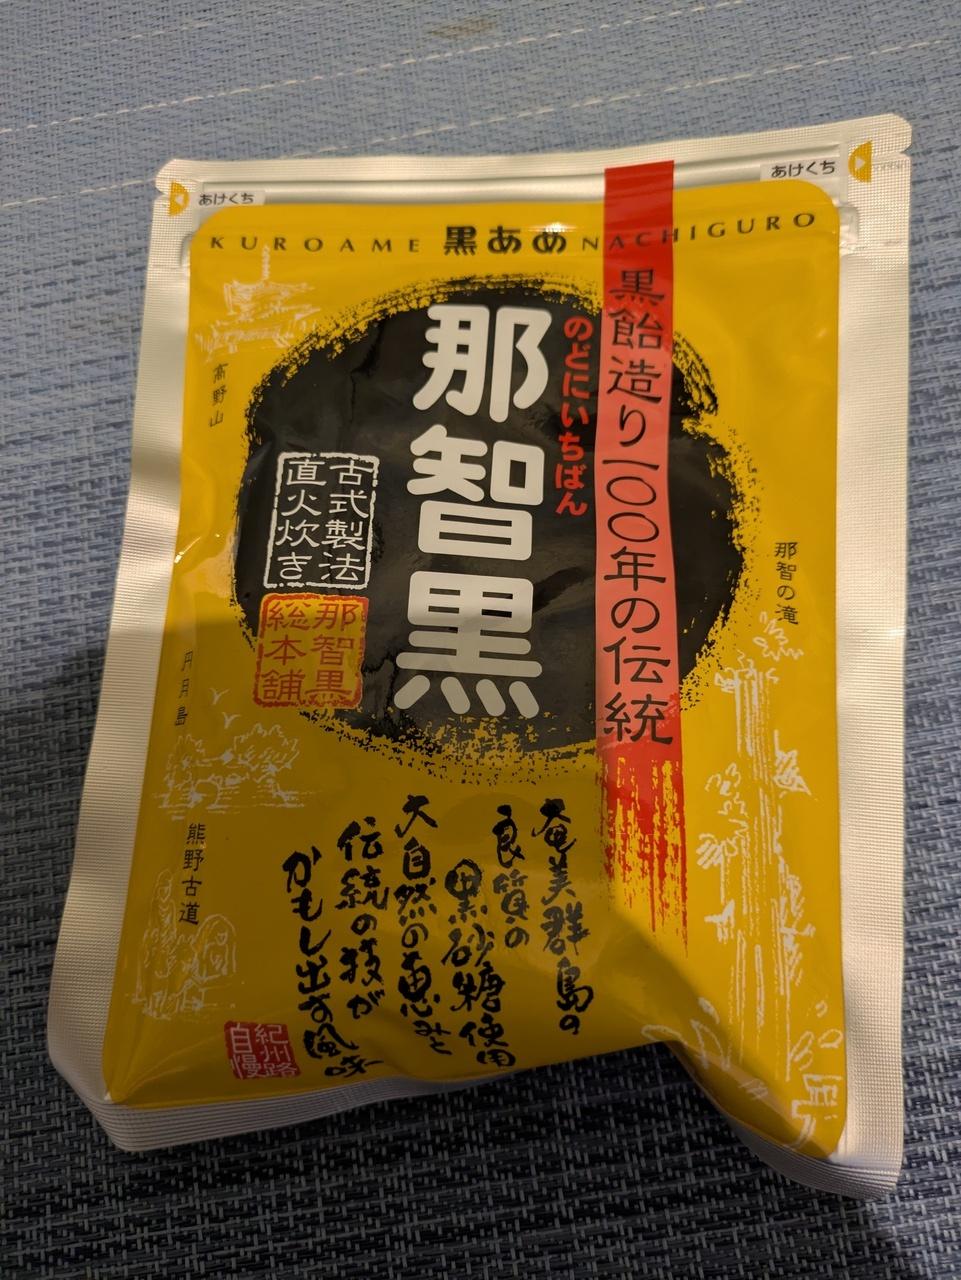 あけくち
あけくち
KUROAME 黒あめ NACHIGURO
黒飴造り一〇〇年の伝統
のどにいちばん
那智黒
古式製法
直火炊き
那智黒
総本舗
高野山
那智の滝
円月島
熊野古道
奄美群島の
良質の
黒砂糖使用
大自然の恵みと
伝統の技が
かもし出す風味
紀州路
自慢